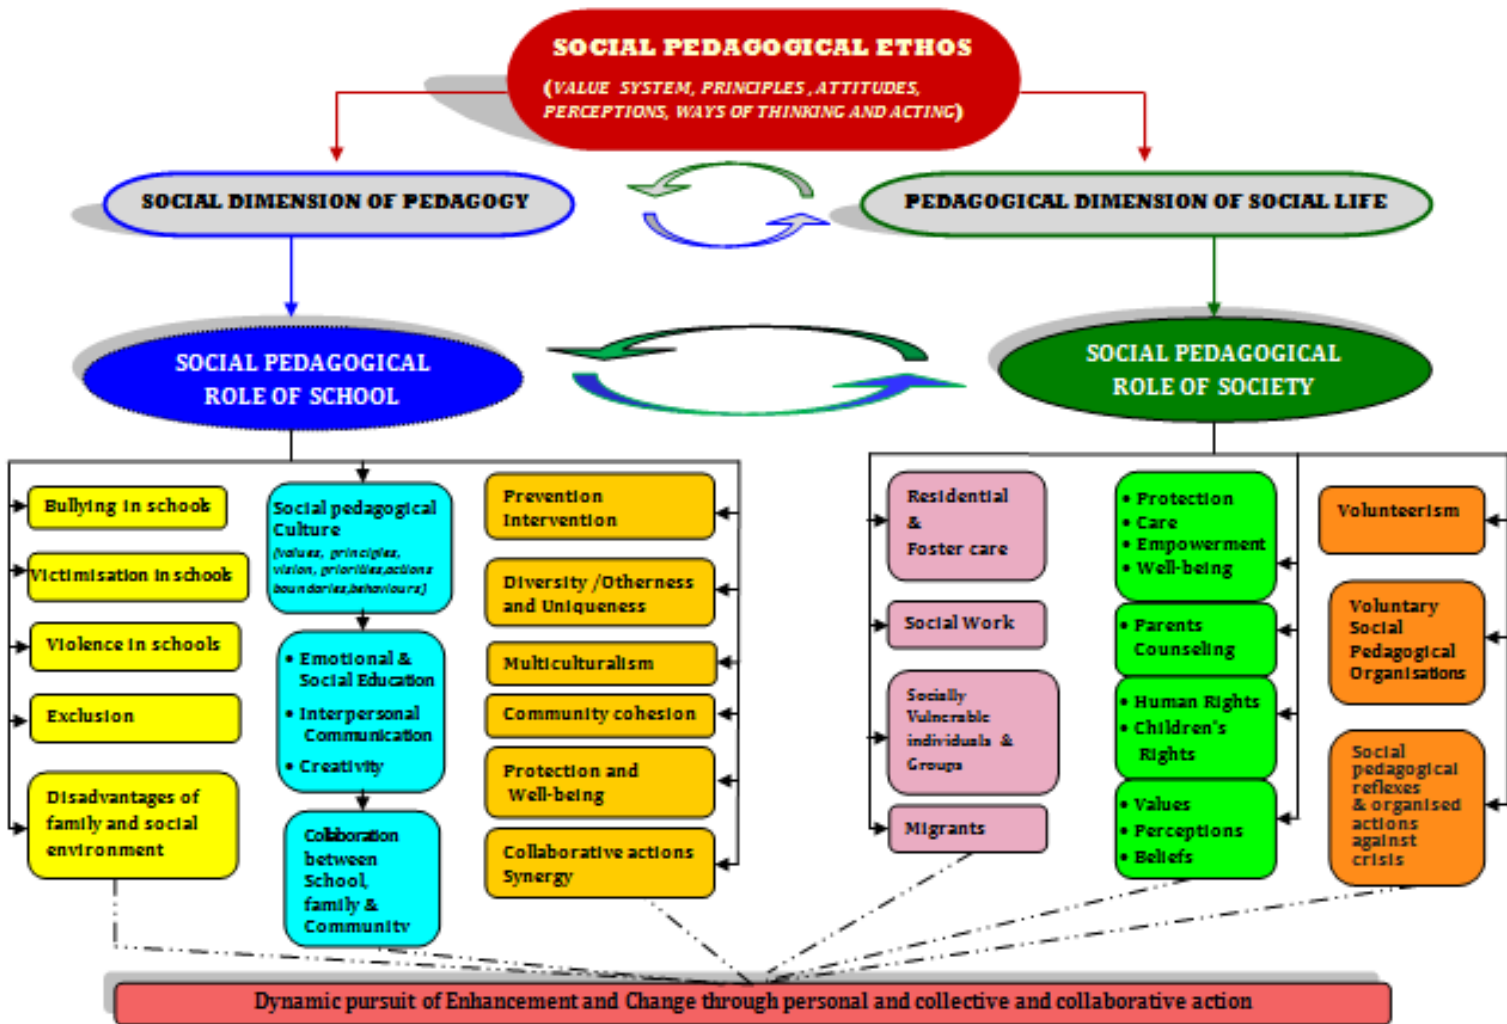 SOCIAL PEDAGOGICAL ETHOS
(VALUE SYSTEM, PRINCIPLES , ATTITUDES,
PERCEPTIONS, WAYS OF THINKING AND ACTING)
SOCIAL DIMENSION OF PEDAGOGY
PEDAGOGICAL DIMENSION OF SOCIAL LIFE
SOCIAL PEDAGOGICAL
ROLE OF SCHOOL
SOCIAL PEDAGOGICAL
ROLE OF SOCIETY
Bullying in schools
Victimisation in schools
Violence in schools
Exclusion
Disadvantages of
family and social
environment
Social pedagogical
Culture
(values, principles,
vision, priorities,actions
boundaries,behaviours)
• Emotional &
Social Education
• Interpersonal
Communication
• Creativity
Collaboration
between
School,
family &
Community
Prevention
Intervention
Diversity /Otherness
and Uniqueness
Multiculturalism
Community cohesion
Protection and
Well-being
Collaborative actions
Synergy
Residential
&
Foster care
Social Work
Socially
Vulnerable
individuals &
Groups
Migrants
• Protection
• Care
• Empowerment
• Well-being
• Parents
Counseling
• Human Rights
• Children's
Rights
• Values
• Perceptions
• Beliefs
Volunteerism
Voluntary
Social
Pedagogical
Organisations
Social
pedagogical
reflexes
& organised
actions
against
crisis
Dynamic pursuit of Enhancement and Change through personal and collective and collaborative action